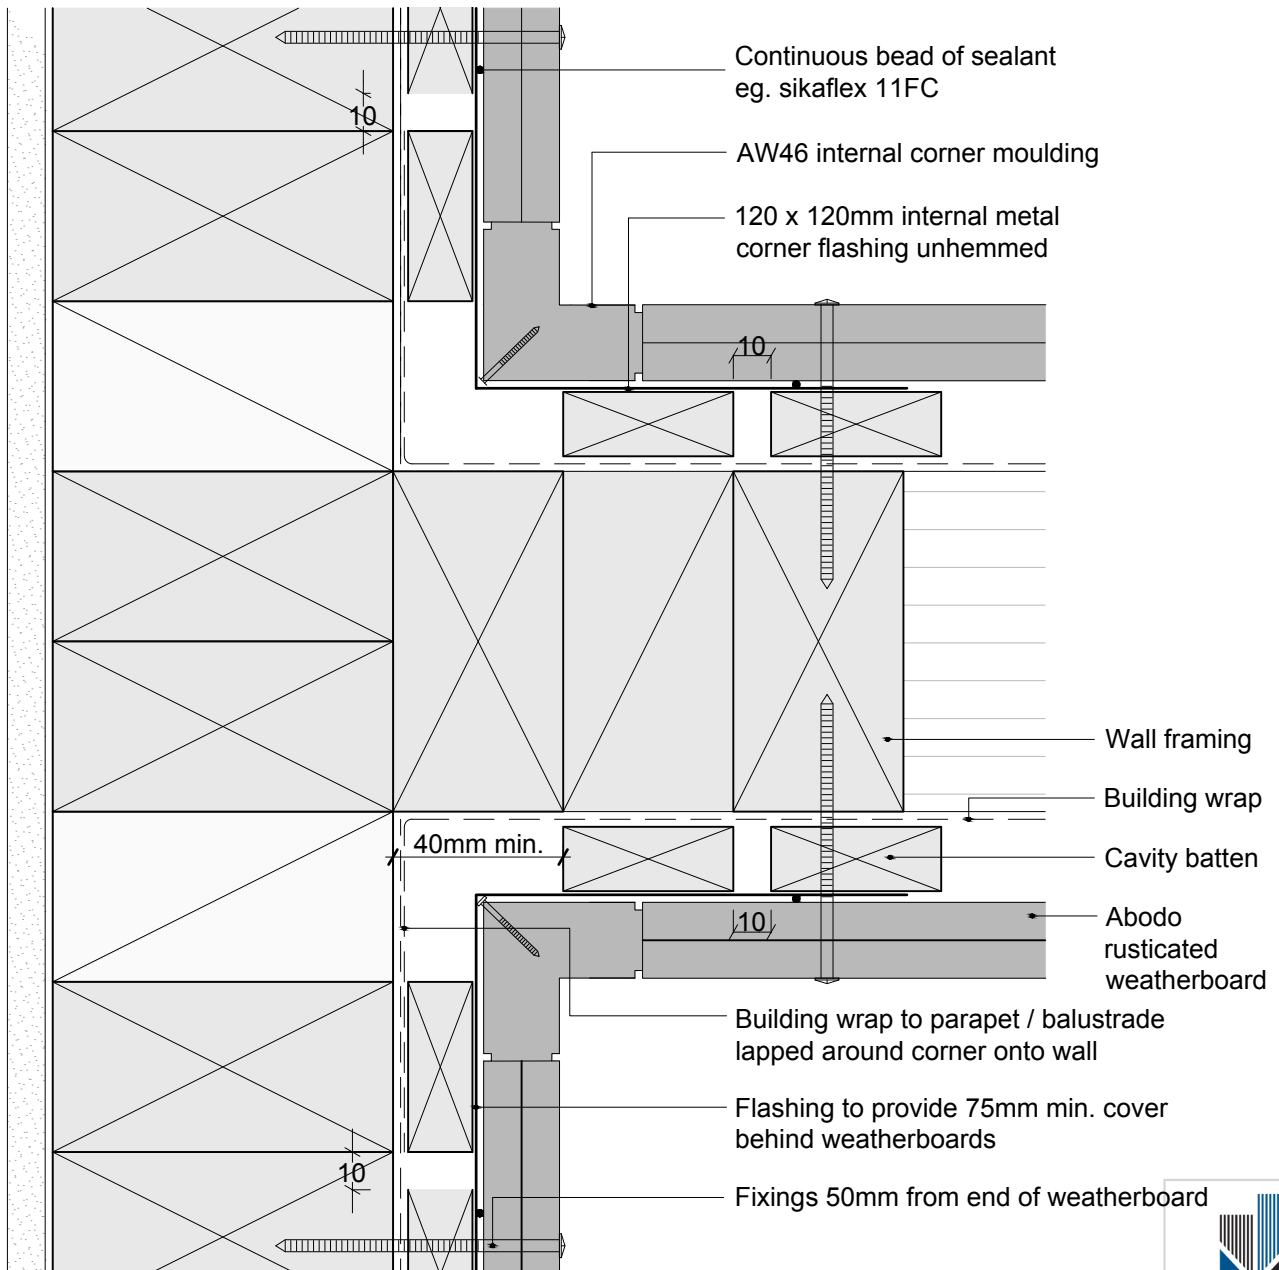 Continuous bead of sealant
eg. sikaflex 11FC
10
AW46 internal corner moulding
120 x 120mm internal metal
corner flashing unhemmed
10
Wall framing
Building wrap
40mm min.
Cavity batten
10
Abodo
rusticated
weatherboard
Building wrap to parapet / balustrade
lapped around corner onto wall
Flashing to provide 75mm min. cover
behind weatherboards
10
Fixings 50mm from end of weatherboard